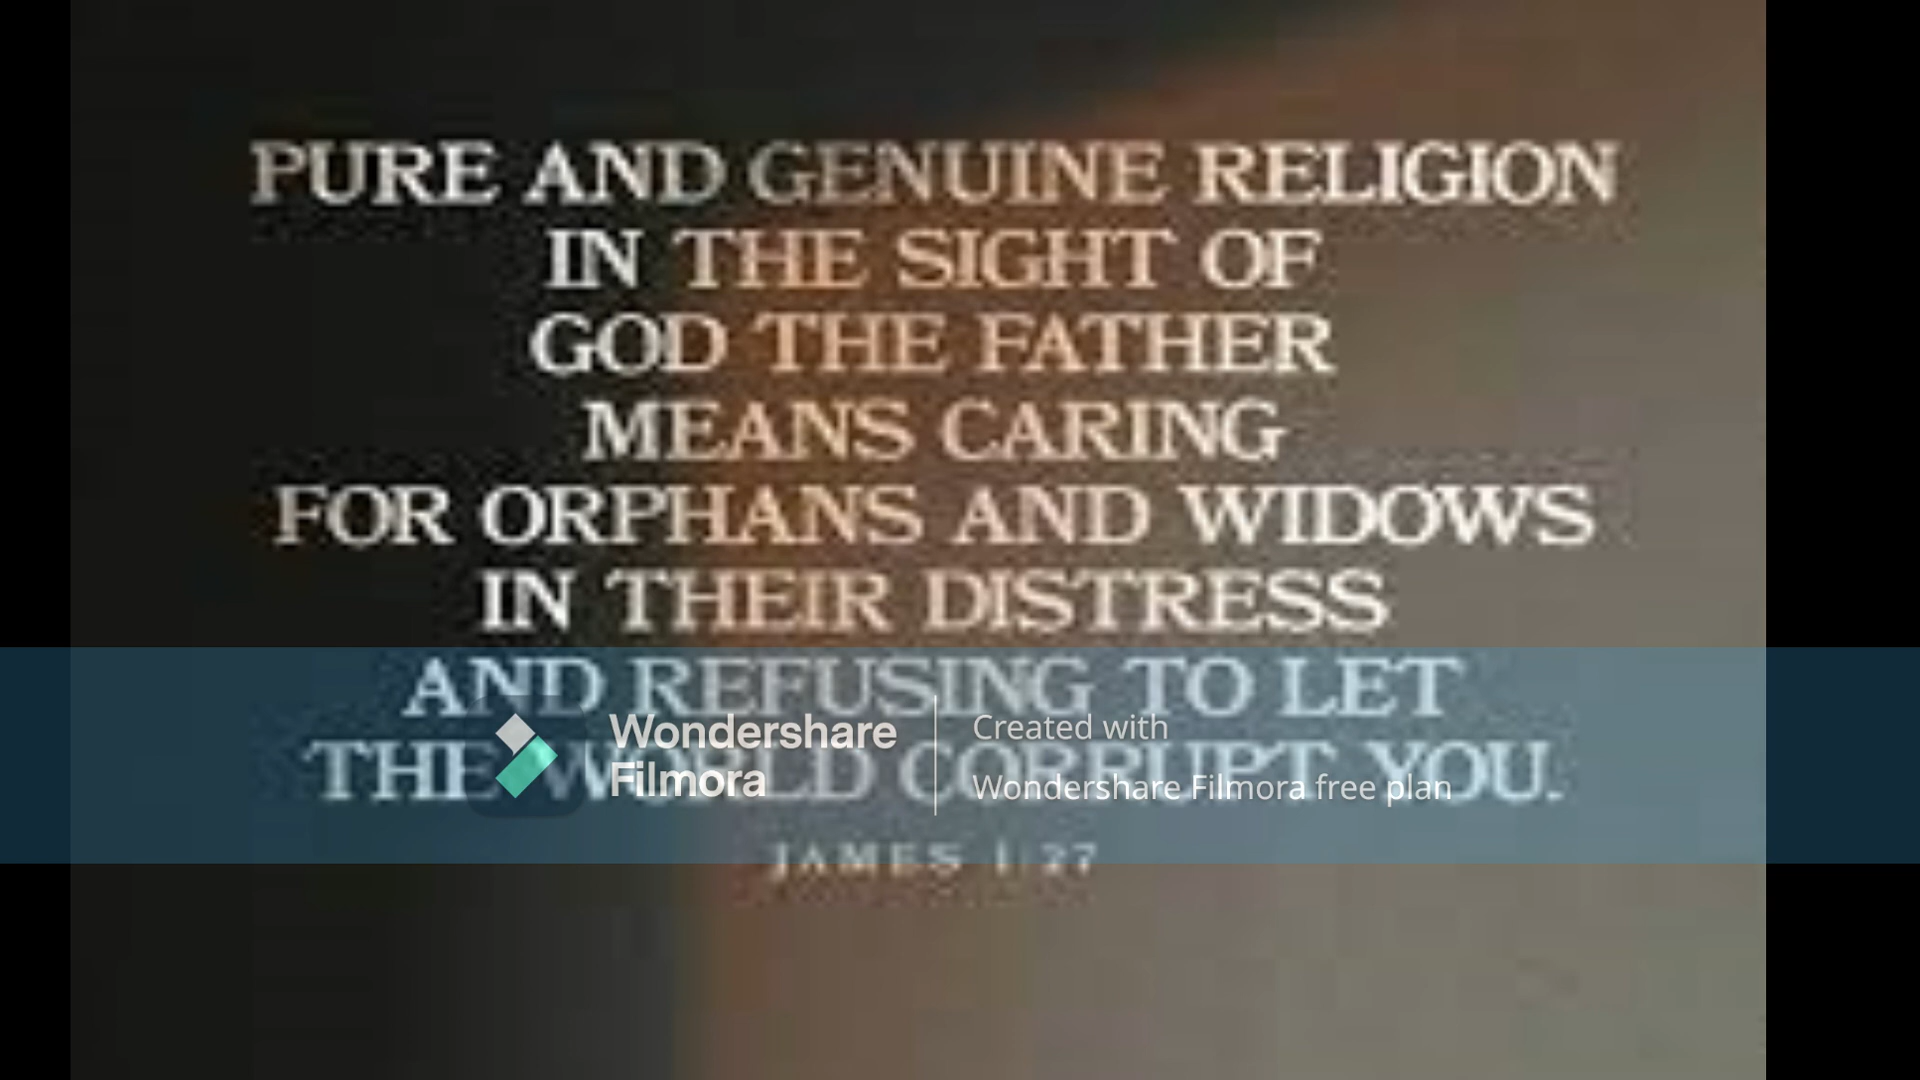 PURE AND GENUINE RELIGION
IN THE SIGHT OF
GOD THE FATHER
MEANS CARING
FOR ORPHANS AND WIDOWS
IN THEIR DISTRESS
AND REFUSING TO LET
THE WORLD CORRUPT YOU.
Wondershare
Filmora
Created with
Wondershare Filmora free plan
JAMES 1:27